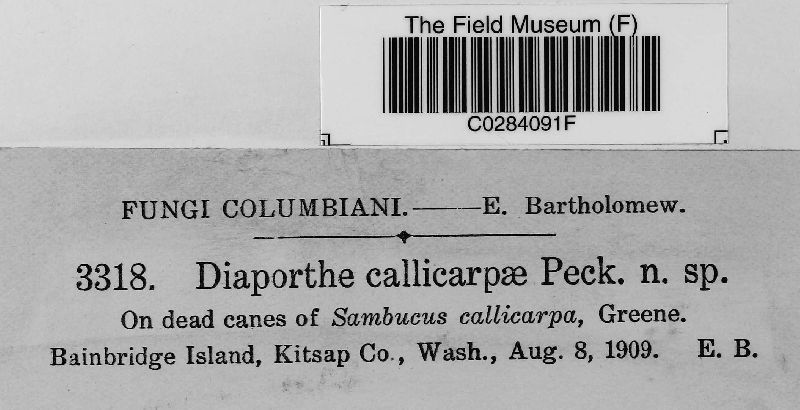 The Field Museum (F)
C0284091F
FUNGI COLUMBIANI.——E. Bartholomew.
3318. Diaporthe callicarpæ Peck. n. sp.
On dead canes of Sambucus callicarpa, Greene.
Bainbridge Island, Kitsap Co., Wash., Aug. 8, 1909. E. B.